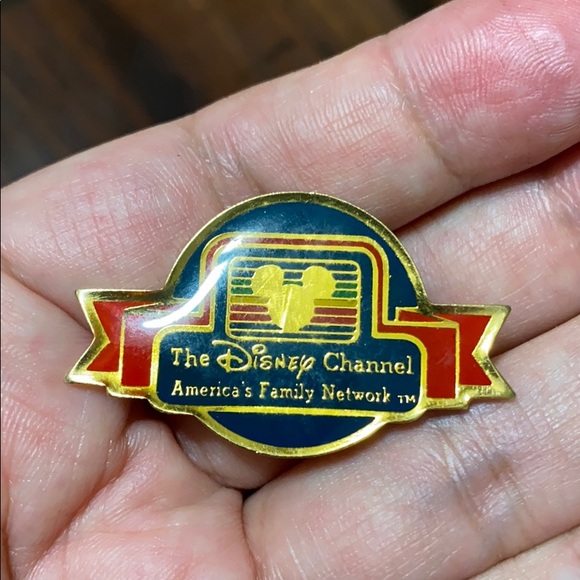 The Disney Channel
America's Family Network TM